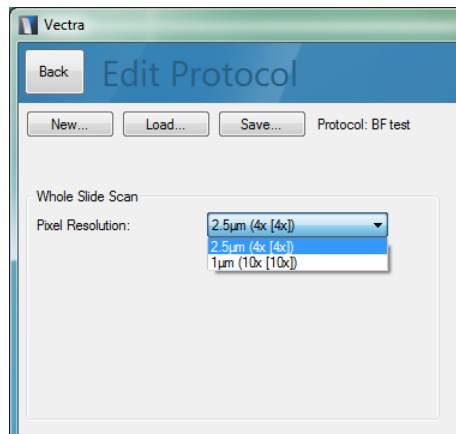 Vectra
Back Edit Protocol
New... Load... Save... Protocol: BF test
Whole Slide Scan
Pixel Resolution: 2.5µm (4x [4x])
2.5µm (4x [4x])
1µm (10x [10x])